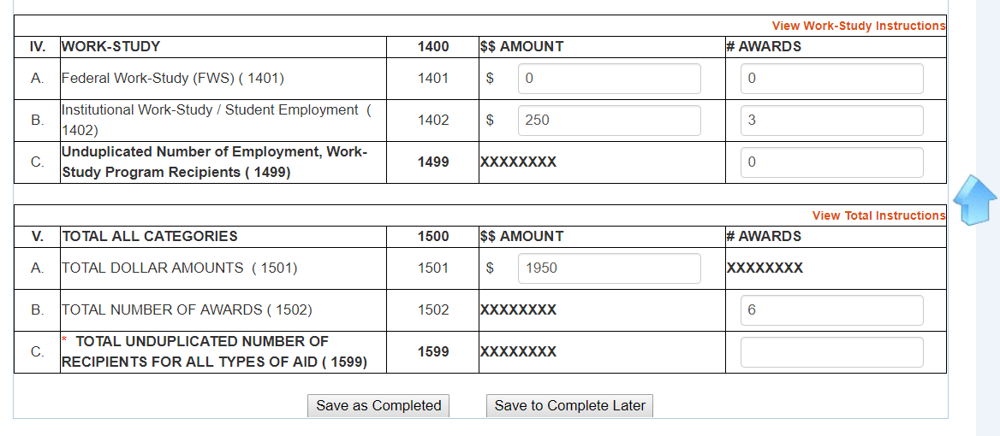 View Work-Study Instructions
IV. WORK-STUDY 1400 $$ AMOUNT # AWARDS
A. Federal Work-Study (FWS) ( 1401) 1401 $ 0 0
B. Institutional Work-Study / Student Employment ( 1402) 1402 $ 250 3
C. Unduplicated Number of Employment, Work-Study Program Recipients ( 1499) 1499 XXXXXXXX 0
View Total Instructions
V. TOTAL ALL CATEGORIES 1500 $$ AMOUNT # AWARDS
A. TOTAL DOLLAR AMOUNTS ( 1501) 1501 $ 1950 XXXXXXXX
B. TOTAL NUMBER OF AWARDS ( 1502) 1502 XXXXXXXX 6
C. * TOTAL UNDUPLICATED NUMBER OF RECIPIENTS FOR ALL TYPES OF AID ( 1599) 1599 XXXXXXXX
Save as Completed Save to Complete Later